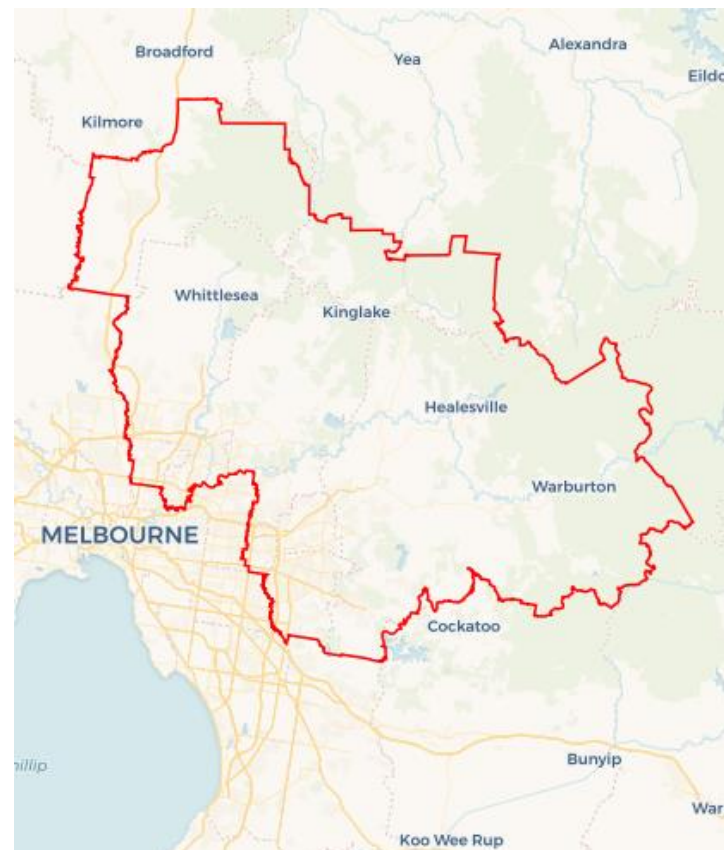 Alexandra
Broadford
Yea
Eildo
Kilmore
Whittlesea
Kinglake
Healesville
Warburton
MELBOURNE
Cockatoo
hillip
Bunyip
War
Koo Wee Rup